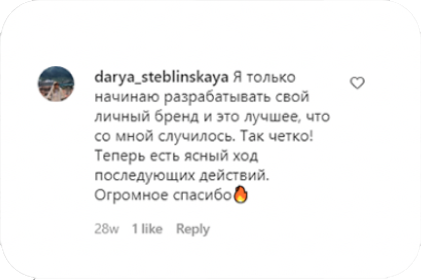 darya_steblinskaya Я только
начинаю разрабатывать свой
личный бренд и это лучшее, что
со мной случилось. Так четко!
Теперь есть ясный ход
последующих действий.
Огромное спасибо🔥
28w 1 like Reply